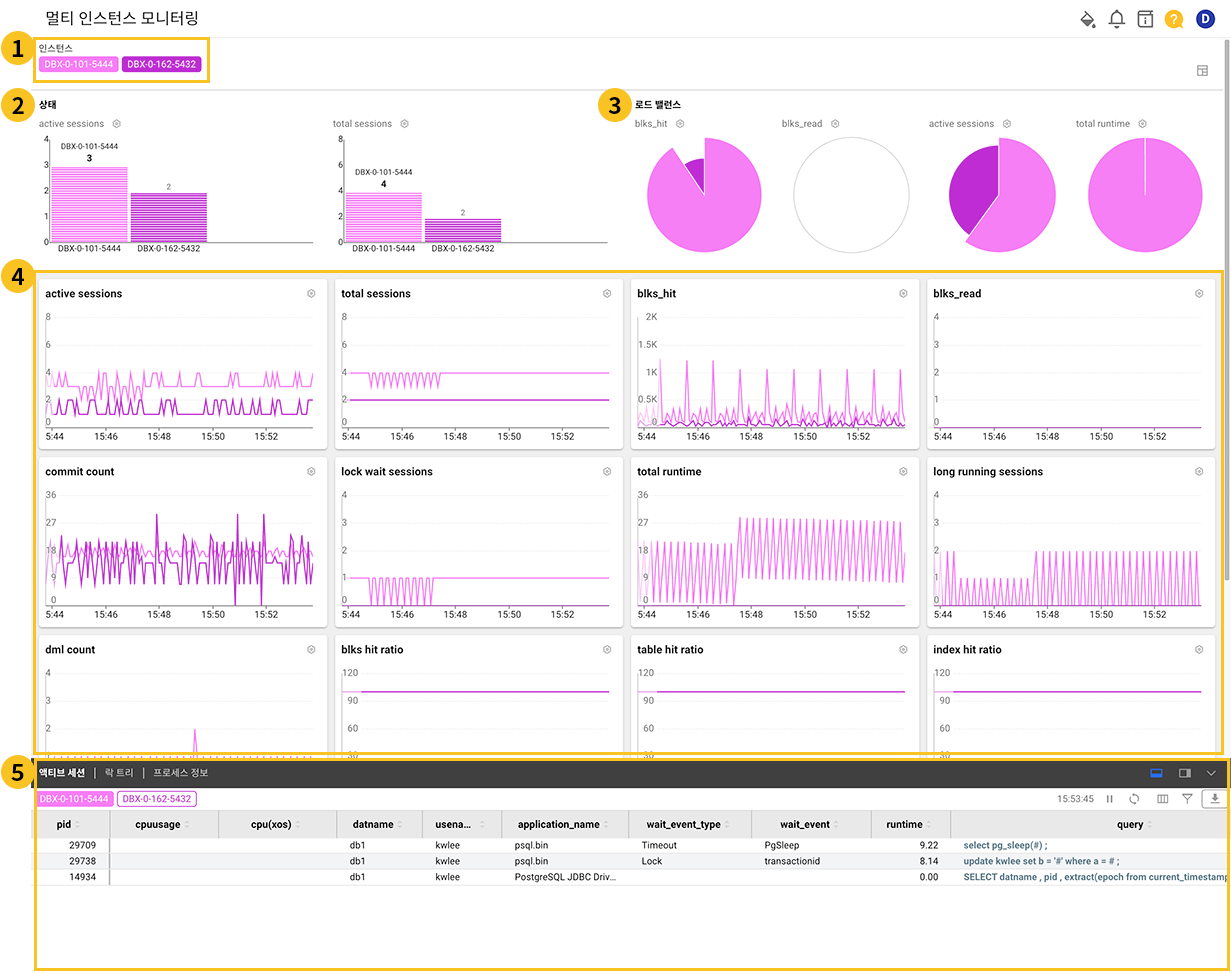 멀티 인스턴스 모니터링
? D
1
인스턴스
DBX-0-101-5444 DBX-0-162-5432
2 상태
active sessions total sessions
4
3
2
1
0
DBX-0-101-5444
3
2
DBX-0-101-5444 DBX-0-162-5432
8
6
4
2
0
DBX-0-101-5444
4
2
DBX-0-101-5444 DBX-0-162-5432
3 로드 밸런스
blks_hit blks_read active sessions total runtime
4
active sessions
8
6
4
2
0
5:44 15:46 15:48 15:50 15:52
total sessions
8
6
4
2
0
5:44 15:46 15:48 15:50 15:52
blks_hit
2K
1.5K
1K
0.5K
0
5:44 15:46 15:48 15:50 15:52
blks_read
4
3
2
1
0
5:44 15:46 15:48 15:50 15:52
commit count
36
27
18
9
0
5:44 15:46 15:48 15:50 15:52
lock wait sessions
4
3
2
1
0
5:44 15:46 15:48 15:50 15:52
total runtime
36
27
18
9
0
5:44 15:46 15:48 15:50 15:52
long running sessions
4
3
2
1
0
5:44 15:46 15:48 15:50 15:52
dml count
4
3
2
blks hit ratio
120
90
60
30
table hit ratio
120
90
60
30
index hit ratio
120
90
60
30
5 액티브 세션 | 락 트리 | 프로세스 정보
DBX-0-101-5444 DBX-0-162-5432 15:53:45
pid cpuusage cpu(xos) datname usena... application_name wait_event_type wait_event runtime query
29709 db1 kwlee psql.bin Timeout PgSleep 9.22 select pg_sleep(#) ;
29738 db1 kwlee psql.bin Lock transactionid 8.14 update kwlee set b = '#' where a = # ;
14934 db1 kwlee PostgreSQL JDBC Driv... 0.00 SELECT datname , pid , extract(epoch from current_timestamp